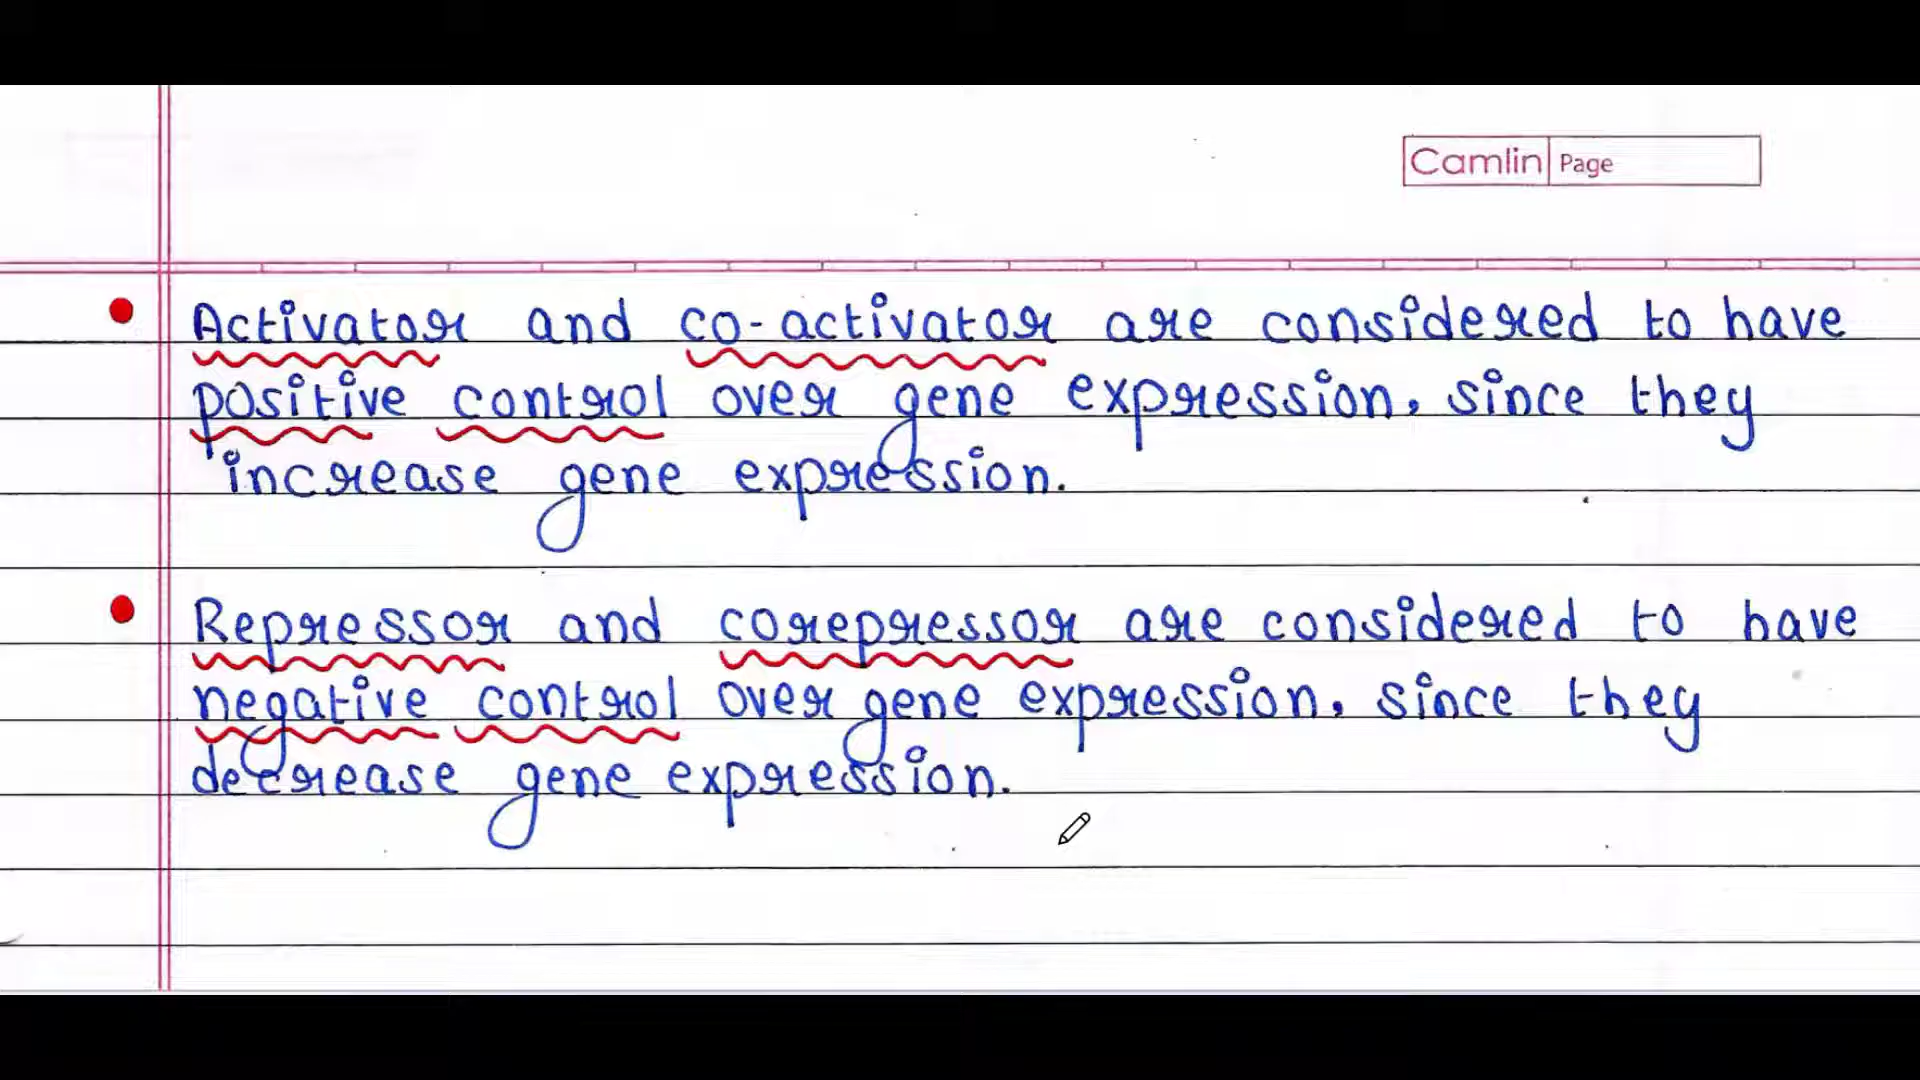 Camlin Page
• Activator and co-activator are considered to have
positive control over gene expression, since they
increase gene expression.
• Repressor and corepressor are considered to have
negative control over gene expression, since they
decrease gene expression.